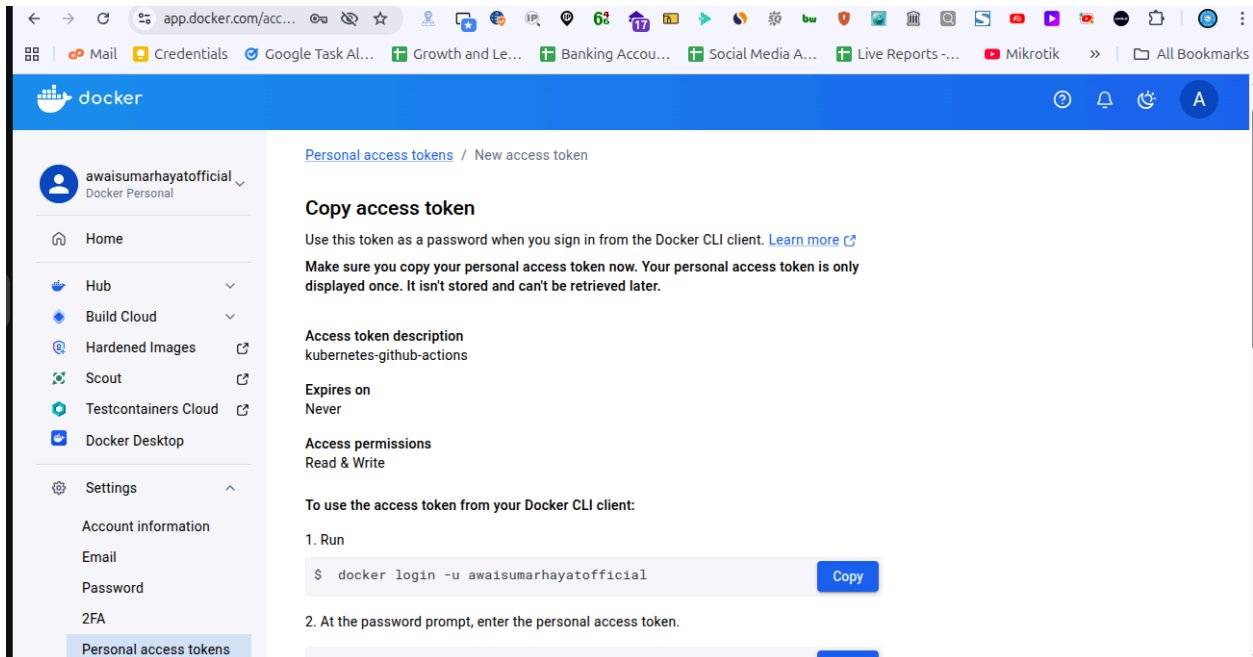 app.docker.com/acc...
17
Mail
Credentials
Google Task Al...
Growth and Le...
Banking Accou...
Social Media A...
Live Reports -...
Mikrotik
»
All Bookmarks
docker
A
awaisumarhayatofficial
Docker Personal
Home
Hub
Build Cloud
Hardened Images
Scout
Testcontainers Cloud
Docker Desktop
Settings
Account information
Email
Password
2FA
Personal access tokens
Personal access tokens / New access token
Copy access token
Use this token as a password when you sign in from the Docker CLI client. Learn more
Make sure you copy your personal access token now. Your personal access token is only
displayed once. It isn't stored and can't be retrieved later.
Access token description
kubernetes-github-actions
Expires on
Never
Access permissions
Read & Write
To use the access token from your Docker CLI client:
1. Run
$ docker login -u awaisumarhayatofficial
Copy
2. At the password prompt, enter the personal access token.